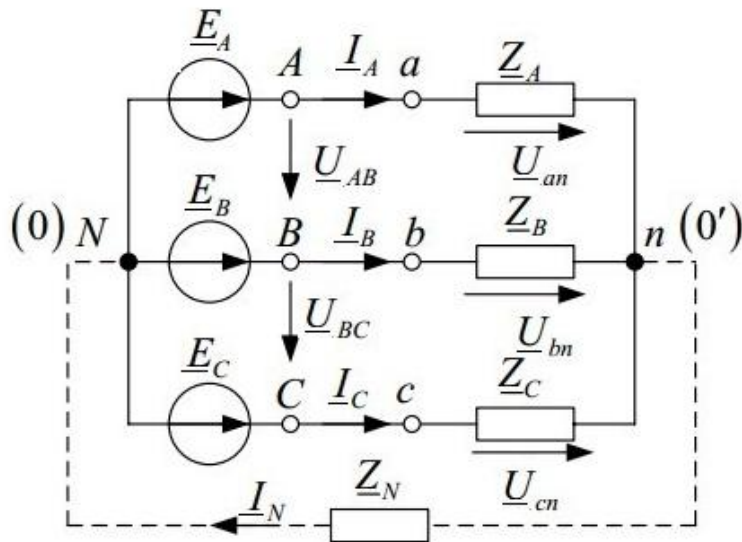 E_A A I_A a Z_A
U_AB U_an
(0) N E_B B I_B b Z_B n (0′)
U_BC U_bn
E_C C I_C c Z_C
I_N Z_N U_cn